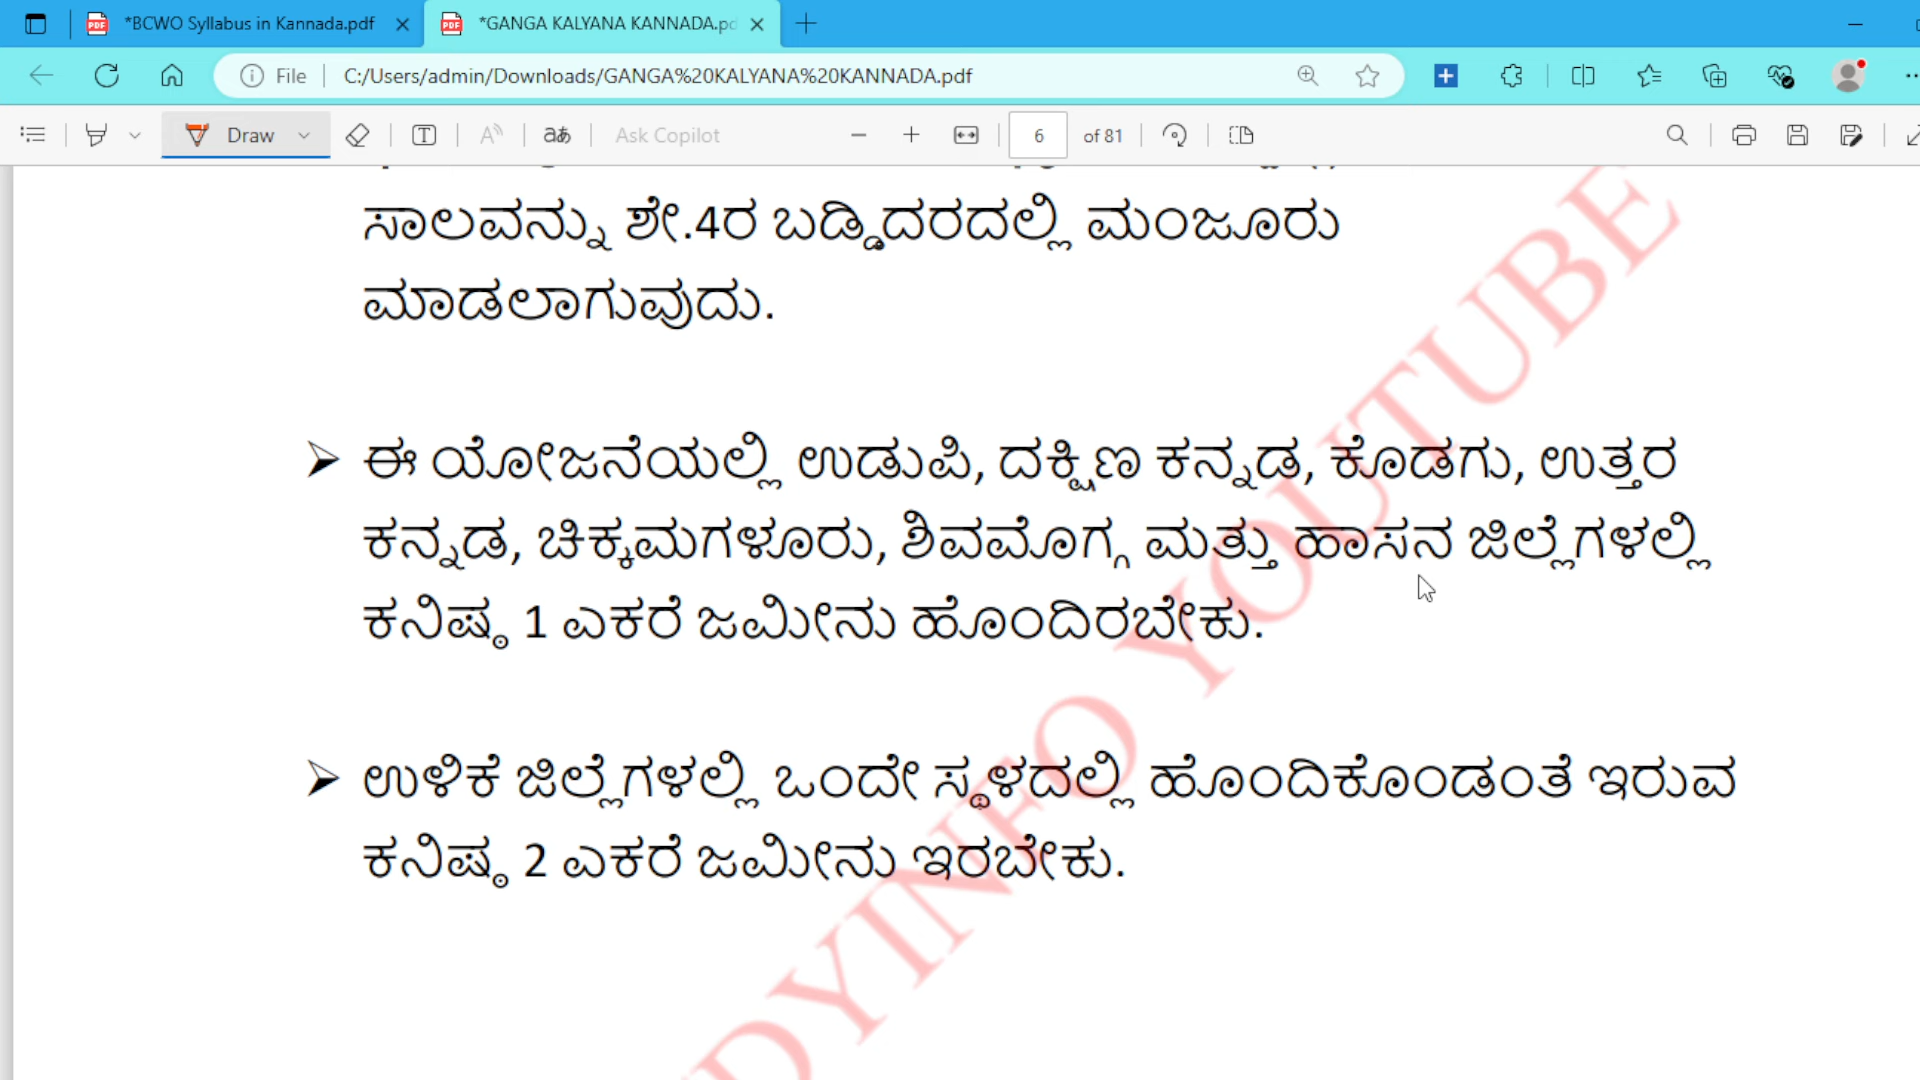 *BCWO Syllabus in Kannada.pdf
*GANGA KALYANA KANNADA.pd
File C:/Users/admin/Downloads/GANGA%20KALYANA%20KANNADA.pdf
Draw Ask Copilot 6 of 81
ಸಾಲವನ್ನು ಶೇ.4ರ ಬಡ್ಡಿದರದಲ್ಲಿ ಮಂಜೂರು
ಮಾಡಲಾಗುವುದು.
➢ ಈ ಯೋಜನೆಯಲ್ಲಿ ಉಡುಪಿ, ದಕ್ಷಿಣ ಕನ್ನಡ, ಕೊಡಗು, ಉತ್ತರ
ಕನ್ನಡ, ಚಿಕ್ಕಮಗಳೂರು, ಶಿವಮೊಗ್ಗ ಮತ್ತು ಹಾಸನ ಜಿಲ್ಲೆಗಳಲ್ಲಿ
ಕನಿಷ್ಠ 1 ಎಕರೆ ಜಮೀನು ಹೊಂದಿರಬೇಕು.
➢ ಉಳಿಕೆ ಜಿಲ್ಲೆಗಳಲ್ಲಿ ಒಂದೇ ಸ್ಥಳದಲ್ಲಿ ಹೊಂದಿಕೊಂಡಂತೆ ಇರುವ
ಕನಿಷ್ಠ 2 ಎಕರೆ ಜಮೀನು ಇರಬೇಕು.
DYINFO YOUTUBE